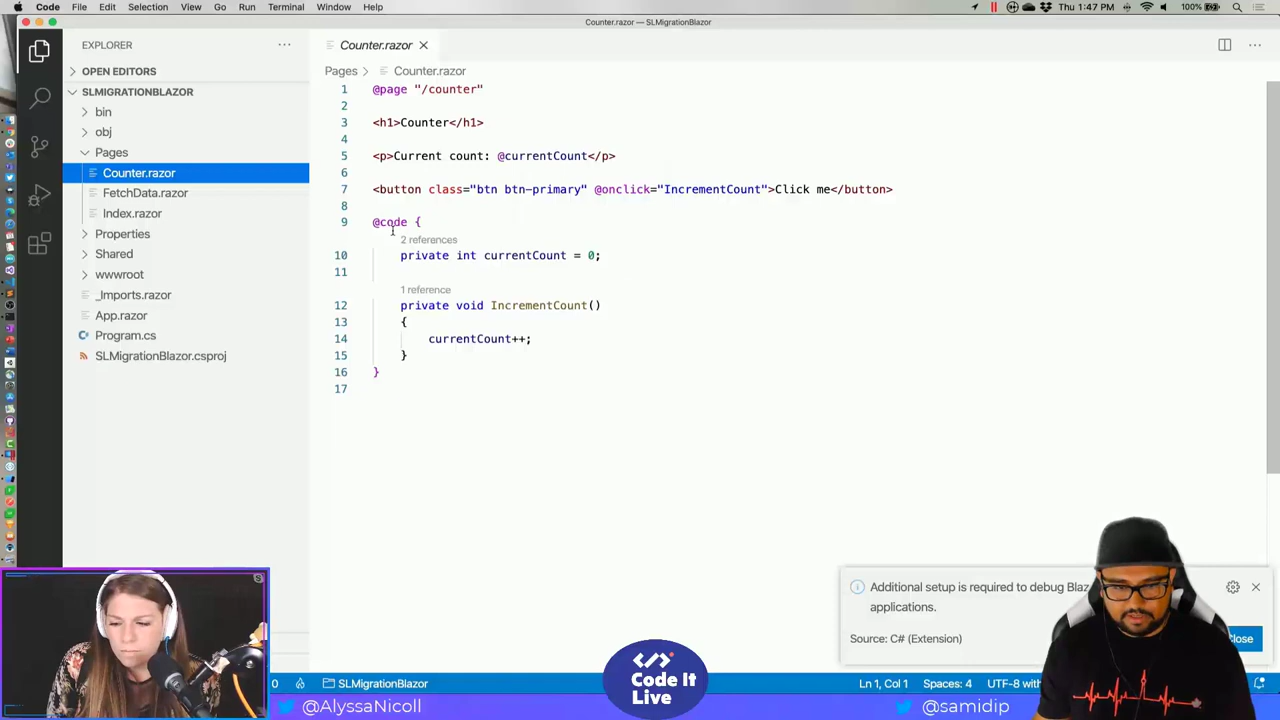 Code File Edit Selection View Go Run Terminal Window Help
100% Thu 1:47 PM
Counter.razor — SLMigrationBlazor
EXPLORER
Counter.razor
OPEN EDITORS
Pages Counter.razor
SLMIGRATIONBLAZOR
bin
obj
Pages
Counter.razor
FetchData.razor
Index.razor
Properties
Shared
wwwroot
_Imports.razor
App.razor
Program.cs
SLMigrationBlazor.csproj
1 @page "/counter"
2
3 <h1>Counter</h1>
4
5 <p>Current count: @currentCount</p>
6
7 <button class="btn btn-primary" @onclick="IncrementCount">Click me</button>
8
9 @code {
2 references
10 private int currentCount = 0;
11
1 reference
12 private void IncrementCount()
13 {
14 currentCount++;
15 }
16 }
17
Additional setup is required to debug Blaz
applications.
Source: C# (Extension)
lose
0 SLMigrationBlazor Ln 1, Col 1 Spaces: 4 UTF-8 with
Code It
Live
@AlyssaNicoll
@samidip